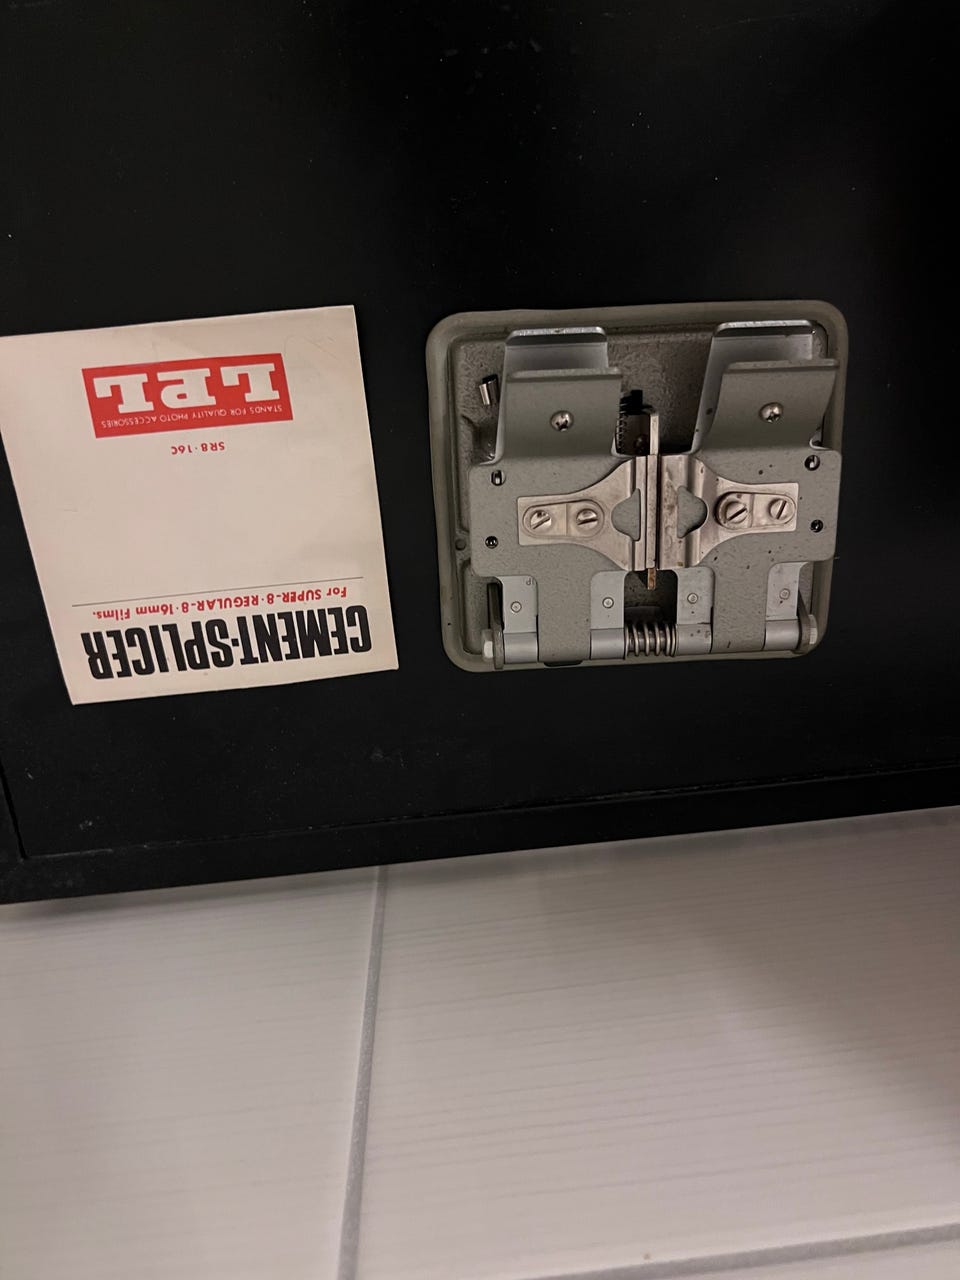 CEMENT-SPLICER
For SUPER-8·REGULAR-8·16mm Films.
SR8·16C
STANDS FOR QUALITY PHOTO ACCESSORIES
LPL